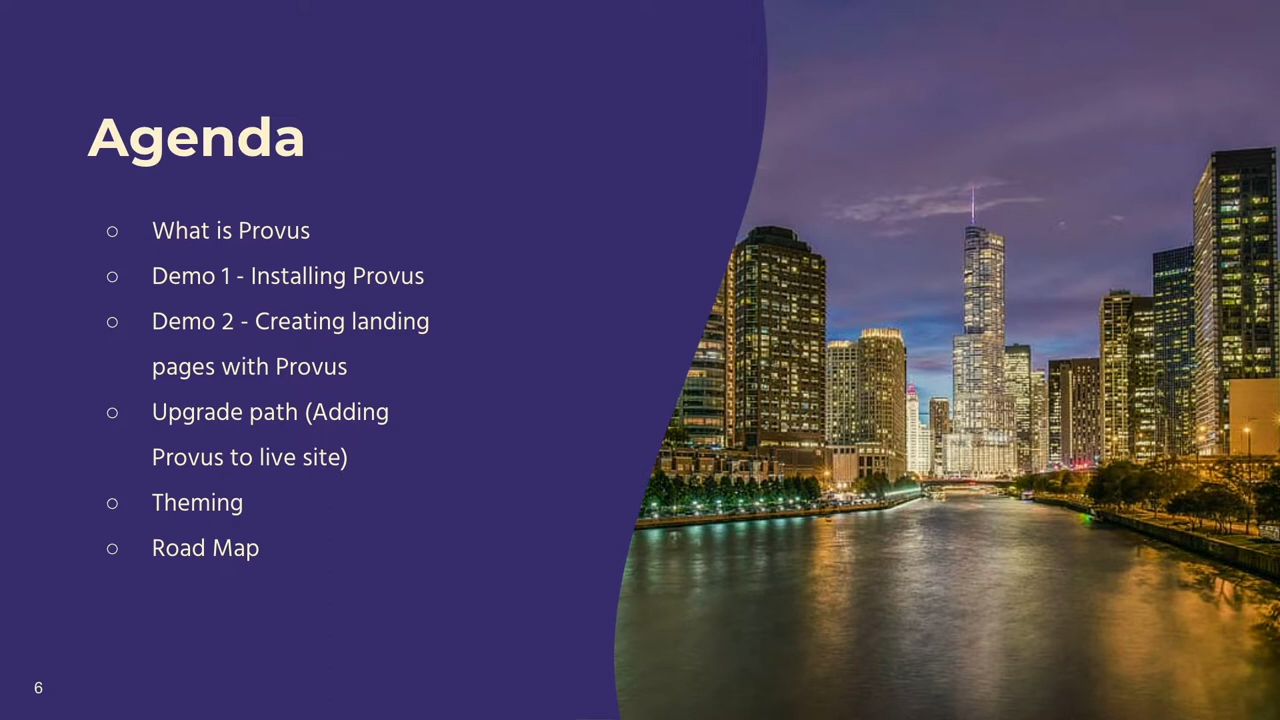 Agenda
○ What is Provus
○ Demo 1 - Installing Provus
○ Demo 2 - Creating landing
pages with Provus
○ Upgrade path (Adding
Provus to live site)
○ Theming
○ Road Map
6